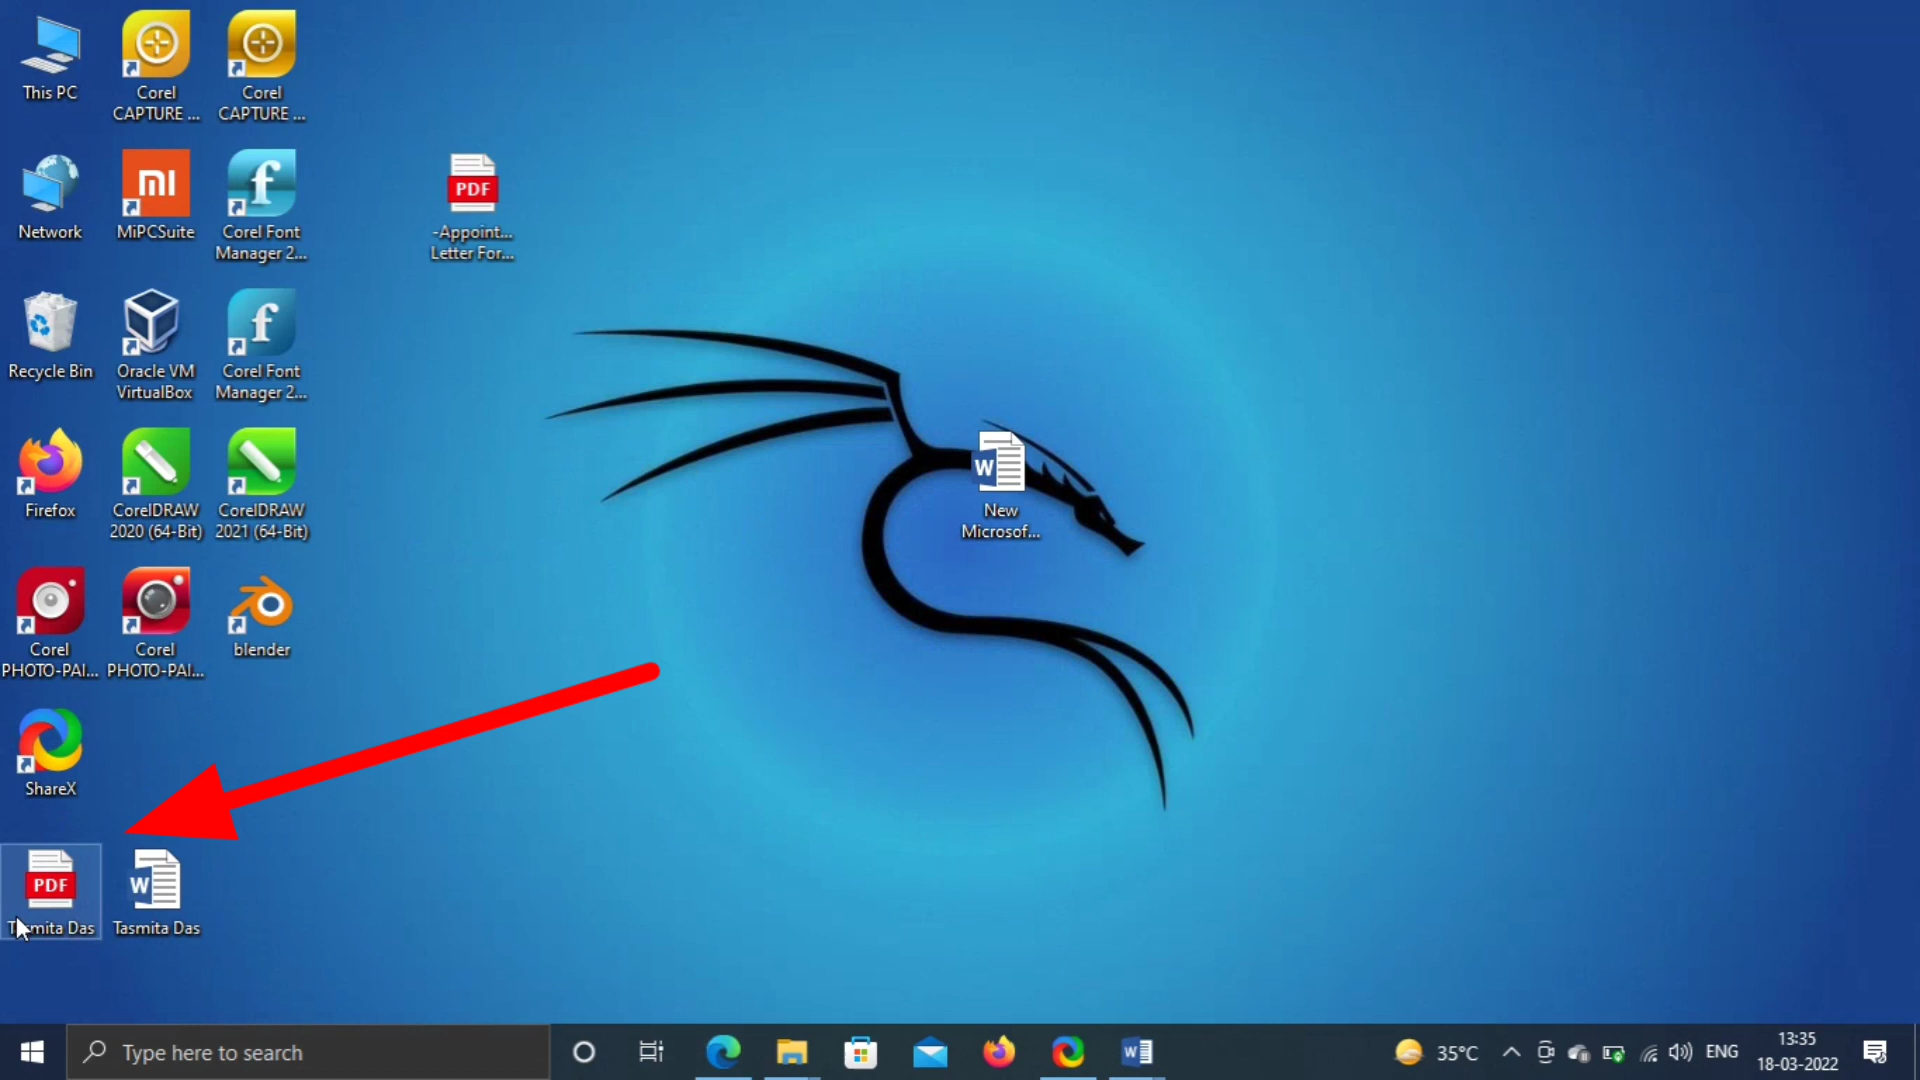 This PC
Corel
CAPTURE ...
Corel
CAPTURE ...
Network
MI
MiPCSuite
f
Corel Font
Manager 2...
PDF
-Appoint...
Letter For...
Recycle Bin
Oracle VM
VirtualBox
f
Corel Font
Manager 2...
Firefox
CorelDRAW
2020 (64-Bit)
CorelDRAW
2021 (64-Bit)
W
New
Microsof...
Corel
PHOTO-PAI...
Corel
PHOTO-PAI...
blender
ShareX
PDF
Tasmita Das
W
Tasmita Das
Type here to search
W
35°C
ENG
13:35
18-03-2022